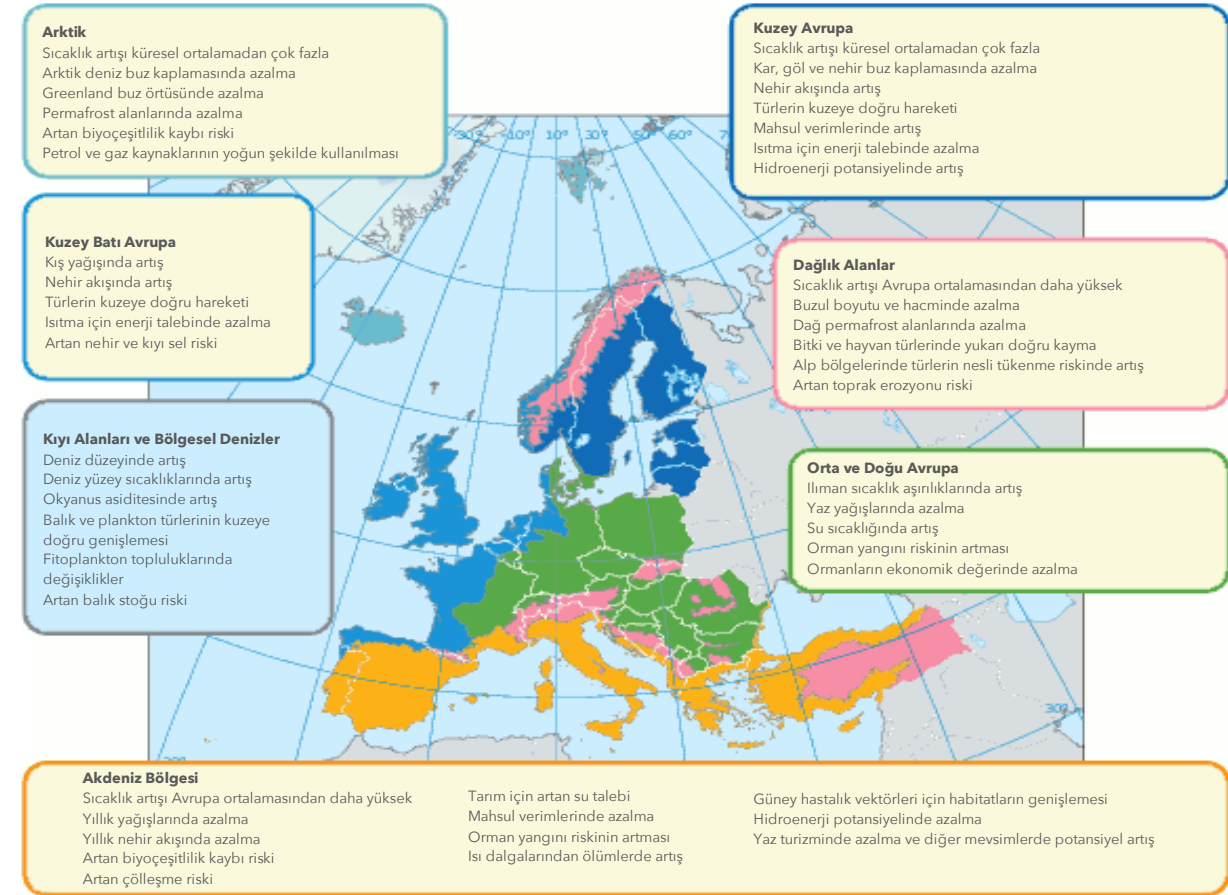 Arktik
Sıcaklık artışı küresel ortalamadan çok fazla
Arktik deniz buz kaplamasında azalma
Greenland buz örtüsünde azalma
Permafrost alanlarında azalma
Artan biyoçeşitlilik kaybı riski
Petrol ve gaz kaynaklarının yoğun şekilde kullanılması
Kuzey Avrupa
Sıcaklık artışı küresel ortalamadan çok fazla
Kar, göl ve nehir buz kaplamasında azalma
Nehir akışında artış
Türlerin kuzeye doğru hareketi
Mahsul verimlerinde artış
Isıtma için enerji talebinde azalma
Hidroenerji potansiyelinde artış
10° 10° 30° 50° 60°
Kuzey Batı Avrupa
Kış yağışında artış
Nehir akışında artış
Türlerin kuzeye doğru hareketi
Isıtma için enerji talebinde azalma
Artan nehir ve kıyı sel riski
Dağlık Alanlar
Sıcaklık artışı Avrupa ortalamasından daha yüksek
Buzul boyutu ve hacminde azalma
Dağ permafrost alanlarında azalma
Bitki ve hayvan türlerinde yukarı doğru kayma
Alp bölgelerinde türlerin nesli tükenme riskinde artış
Artan toprak erozyonu riski
Kıyı Alanları ve Bölgesel Denizler
Deniz düzeyinde artış
Deniz yüzey sıcaklıklarında artış
Okyanus asiditesinde artış
Balık ve plankton türlerinin kuzeye
doğru genişlemesi
Fitoplankton topluluklarında
değişiklikler
Artan balık stoğu riski
Orta ve Doğu Avrupa
Ilıman sıcaklık aşırılıklarında artış
Yaz yağışlarında azalma
Su sıcaklığında artış
Orman yangını riskinin artması
Ormanların ekonomik değerinde azalma
30°
Akdeniz Bölgesi
Sıcaklık artışı Avrupa ortalamasından daha yüksek
Yıllık yağışlarında azalma
Yıllık nehir akışında azalma
Artan biyoçeşitlilik kaybı riski
Artan çölleşme riski
Tarım için artan su talebi
Mahsul verimlerinde azalma
Orman yangını riskinin artması
Isı dalgalarından ölümlerde artış
Güney hastalık vektörleri için habitatların genişlemesi
Hidroenerji potansiyelinde azalma
Yaz turizminde azalma ve diğer mevsimlerde potansiyel artış